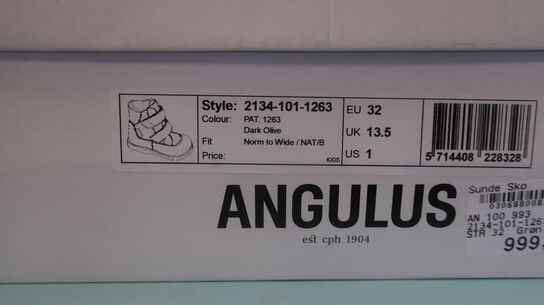 Style: 2134-101-1263
Colour: PAT. 1263
Dark Olive
Fit Norm to Wide / NAT/B
Price:
KIDS
EU 32
UK 13.5
US 1
5 714408 228328
ANGULUS
est cph 1904
Sunde Sko
030688008
AN 100 993
2134-101-126
STR 32 Grøn
999,